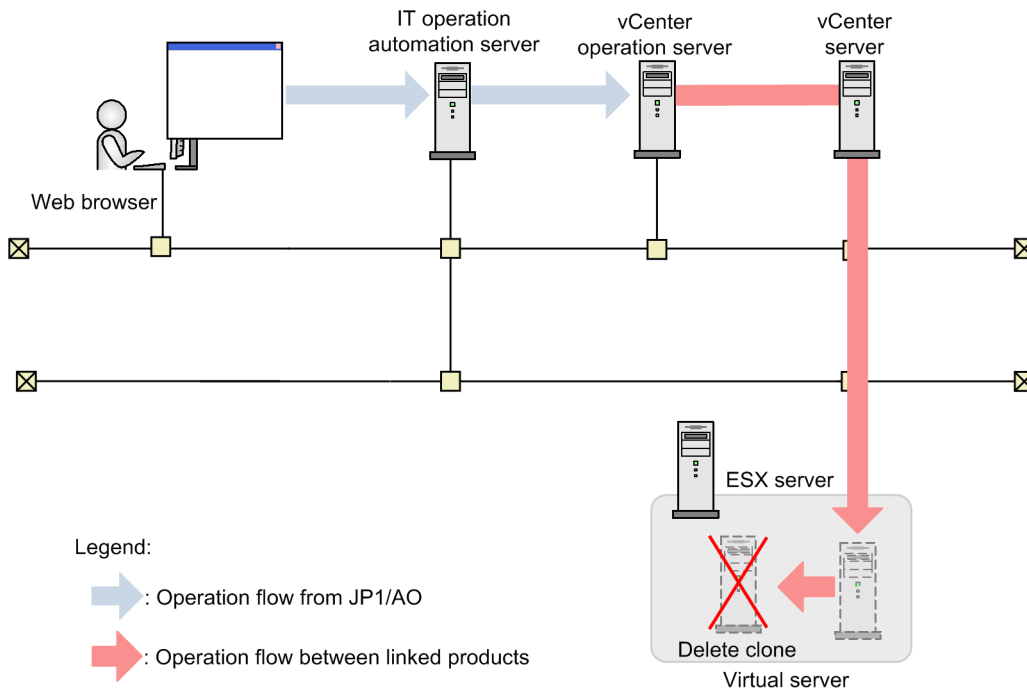 IT operation
automation server
vCenter
operation server
vCenter
server
Web browser
ESX server
Legend:
: Operation flow from JP1/AO
: Operation flow between linked products
Delete clone
Virtual server